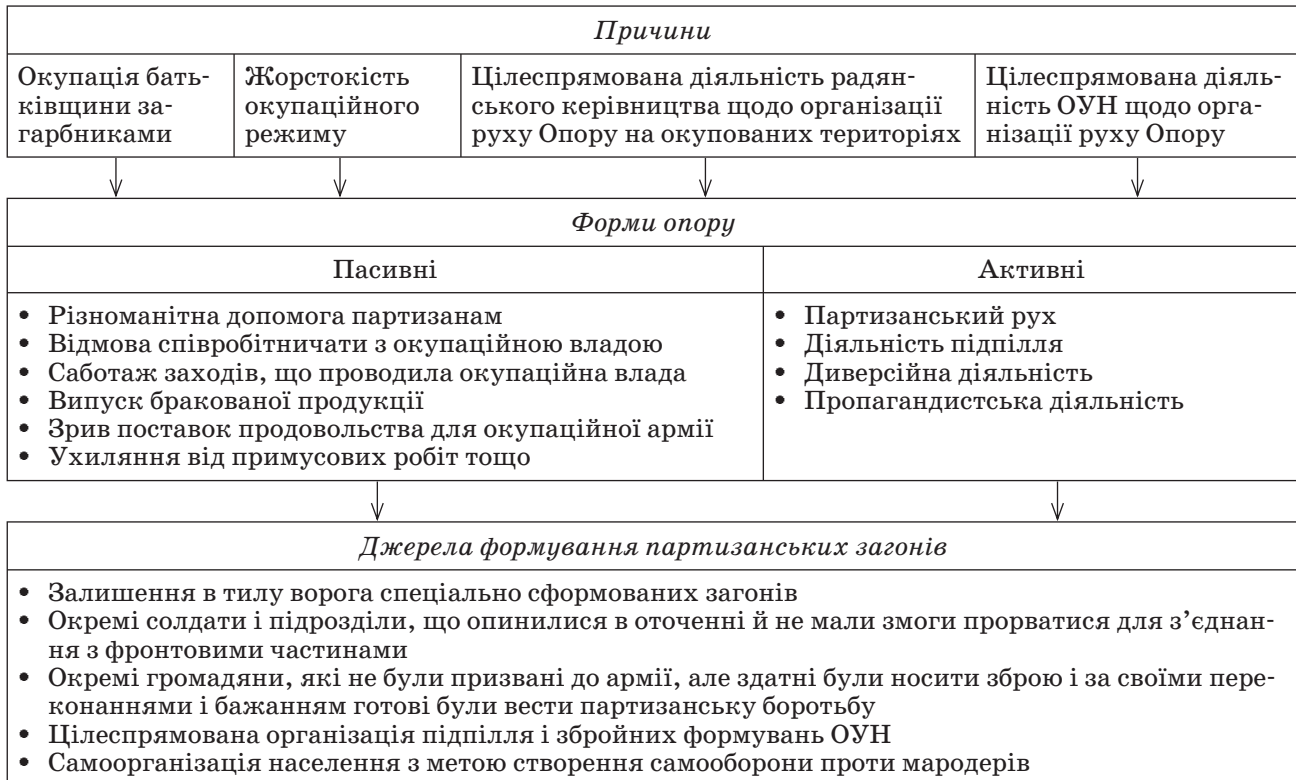 Причини
Окупація бать-
ківщини за-
гарбниками
Жорстокість
окупаційного
режиму
Цілеспрямована діяльність радян-
ського керівництва щодо організації
руху Опору на окупованих територіях
Цілеспрямована діяль-
ність ОУН щодо орга-
нізації руху Опору
Форми опору
Пасивні
• Різноманітна допомога партизанам
• Відмова співробітничати з окупаційною владою
• Саботаж заходів, що проводила окупаційна влада
• Випуск бракованої продукції
• Зрив поставок продовольства для окупаційної армії
• Ухиляння від примусових робіт тощо
Активні
• Партизанський рух
• Діяльність підпілля
• Диверсійна діяльність
• Пропагандистська діяльність
Джерела формування партизанських загонів
• Залишення в тилу ворога спеціально сформованих загонів
• Окремі солдати і підрозділи, що опинилися в оточенні й не мали змоги прорватися для з’єднан-
ня з фронтовими частинами
• Окремі громадяни, які не були призвані до армії, але здатні були носити зброю і за своїми пере-
конаннями і бажанням готові були вести партизанську боротьбу
• Цілеспрямована організація підпілля і збройних формувань ОУН
• Самоорганізація населення з метою створення самооборони проти мародерів